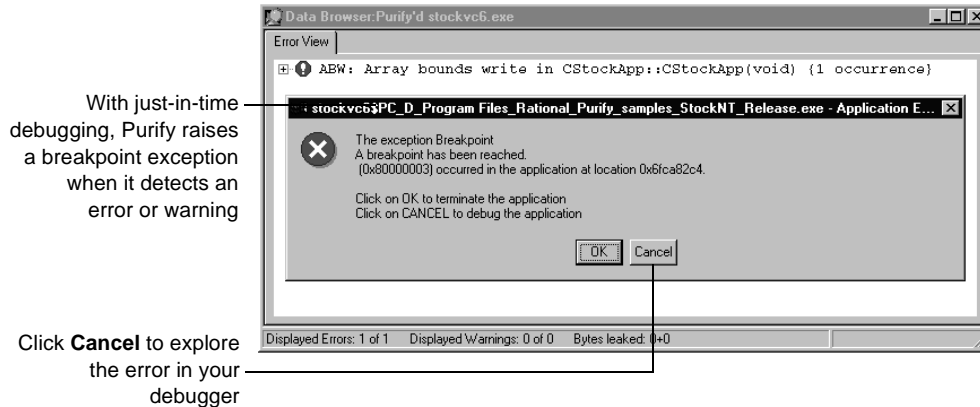 Data Browser:Purify'd stockvc6.exe
Error View
ABW: Array bounds write in CStockApp::CStockApp(void) {1 occurrence}
With just-in-time
debugging, Purify raises
a breakpoint exception
when it detects an
error or warning
stockvc6$PC_D_Program Files_Rational_Purify_samples_StockNT_Release.exe - Application E...
The exception Breakpoint
A breakpoint has been reached.
(0x80000003) occurred in the application at location 0x6fca82c4.
Click on OK to terminate the application
Click on CANCEL to debug the application
OK Cancel
Displayed Errors: 1 of 1 Displayed Warnings: 0 of 0 Bytes leaked: 0+0
Click Cancel to explore
the error in your
debugger